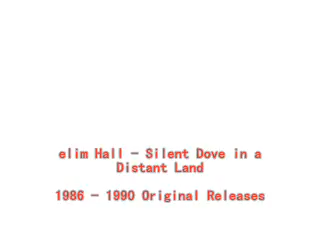 elim Hall - Silent Dove in a
Distant Land
1986 - 1990 Original Releases